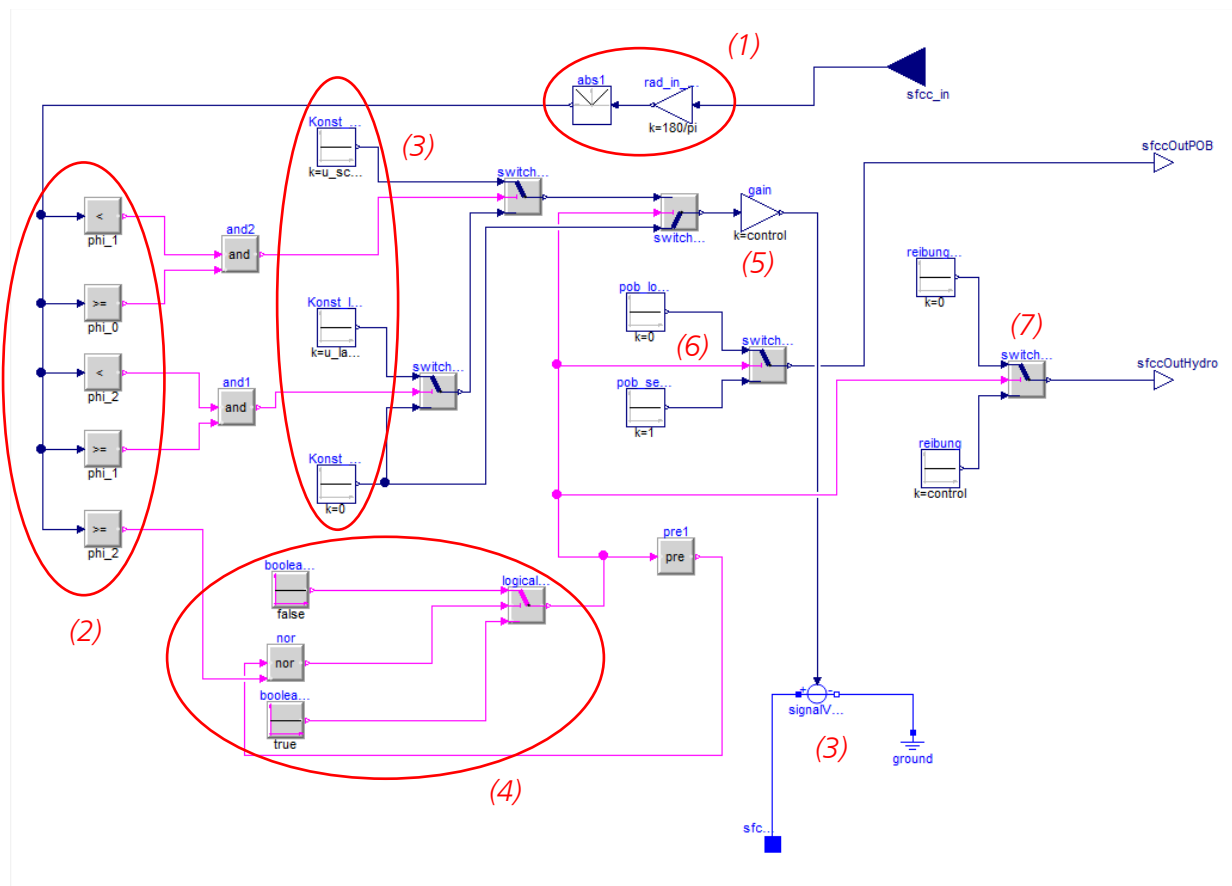 (1)
abs1
rad_in_...
k=180/pi
sfcc_in
Konst_...
k=u_sc...
(3)
sfccOutPOB
switch...
gain
<
phi_1
and2
and
switch...
k=control
(5)
reibung...
k=0
pob_lo...
k=0
>=
phi_0
Konst_l...
k=u_la...
(6)
switch...
(7)
switch...
sfccOutHydro
<
phi_2
and1
and
switch...
pob_se...
k=1
>=
phi_1
Konst_...
k=0
reibung
k=control
>=
phi_2
pre1
pre
boolea...
false
logical...
(2)
nor
nor
boolea...
true
(4)
+
-
signalV...
(3)
ground
sfc...